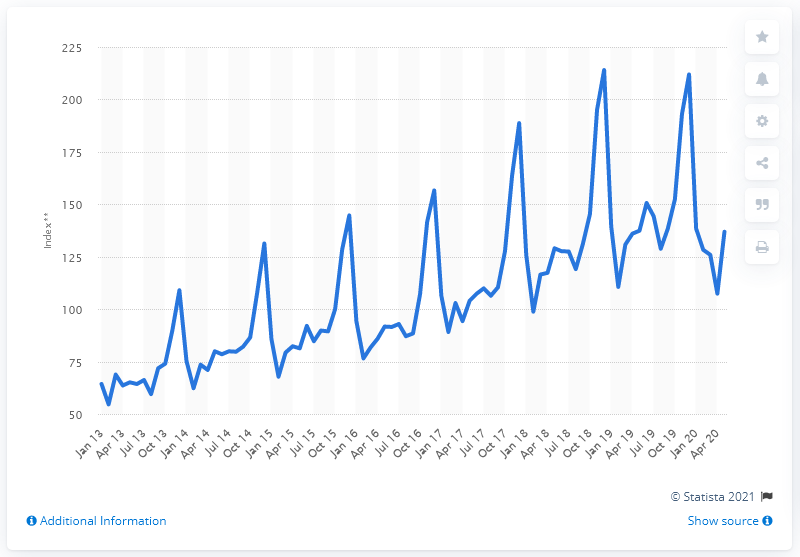 225
200
175
150
125
100
75
50
Index**
Jan 13
Apr 13
Jul 13
Oct 13
Jan 14
Apr 14
Jul 14
Oct 14
Jan 15
Apr 15
Jul 15
Oct 15
Jan 16
Apr 16
Jul 16
Oct 16
Jan 17
Apr 17
Jul 17
Oct 17
Jan 18
Apr 18
Jul 18
Oct 18
Jan 19
Apr 19
Jul 19
Oct 19
Jan 20
Apr 20
© Statista 2021
Additional Information
Show source